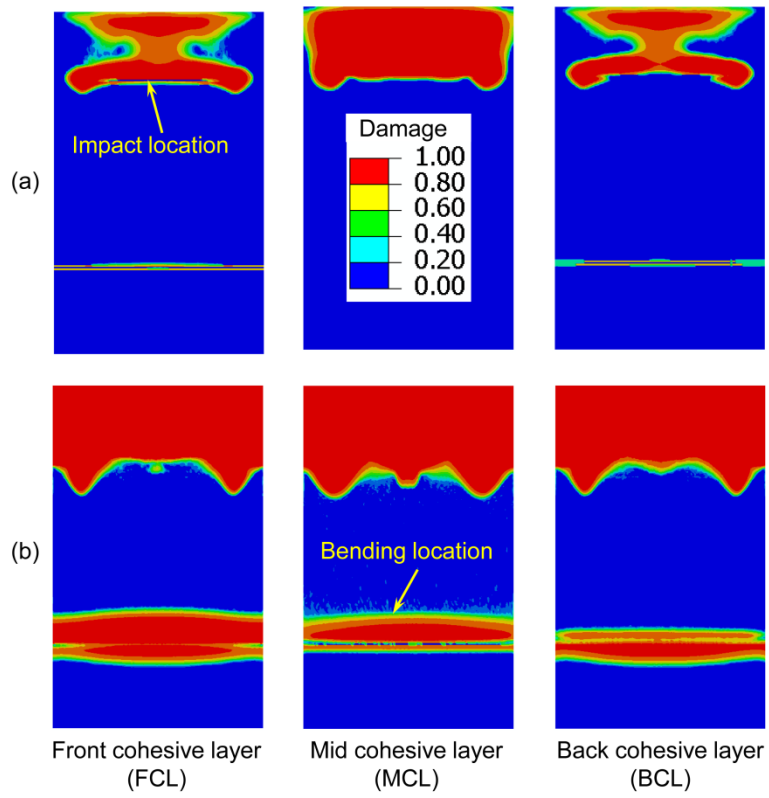 Impact location
(a)
Damage
1.00
0.80
0.60
0.40
0.20
0.00
(b)
Bending location
Front cohesive layer
(FCL)
Mid cohesive layer
(MCL)
Back cohesive layer
(BCL)